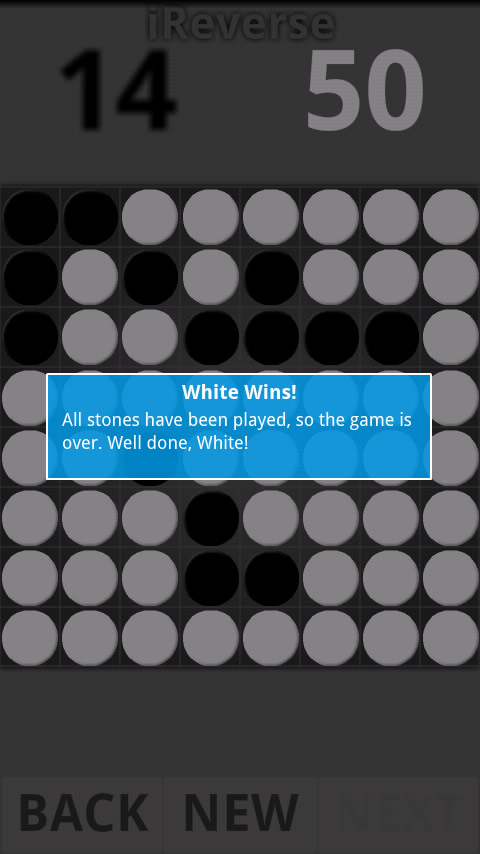 iReverse
14 50
White Wins!
All stones have been played, so the game is
over. Well done, White!
BACK NEW NEXT